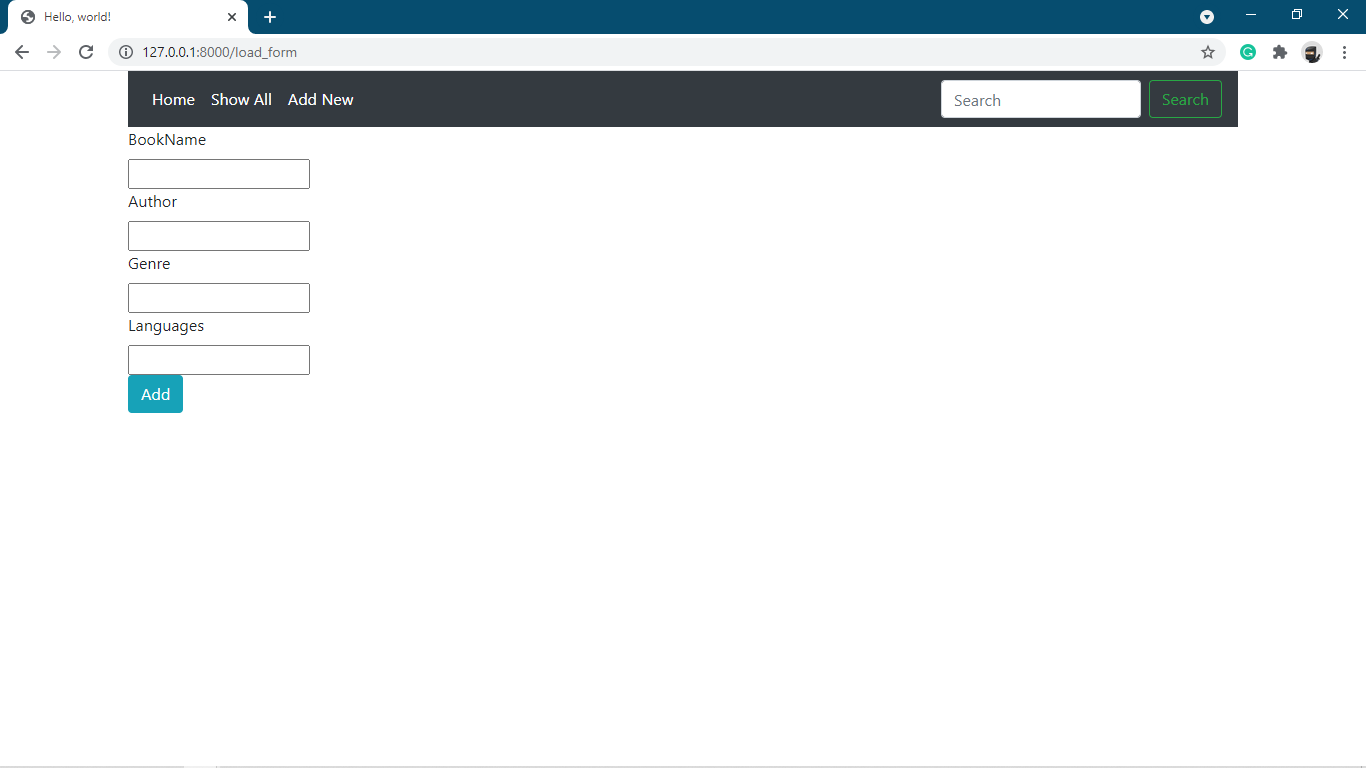 Hello, world!
127.0.0.1:8000/load_form
Home Show All Add New Search Search
BookName
Author
Genre
Languages
Add